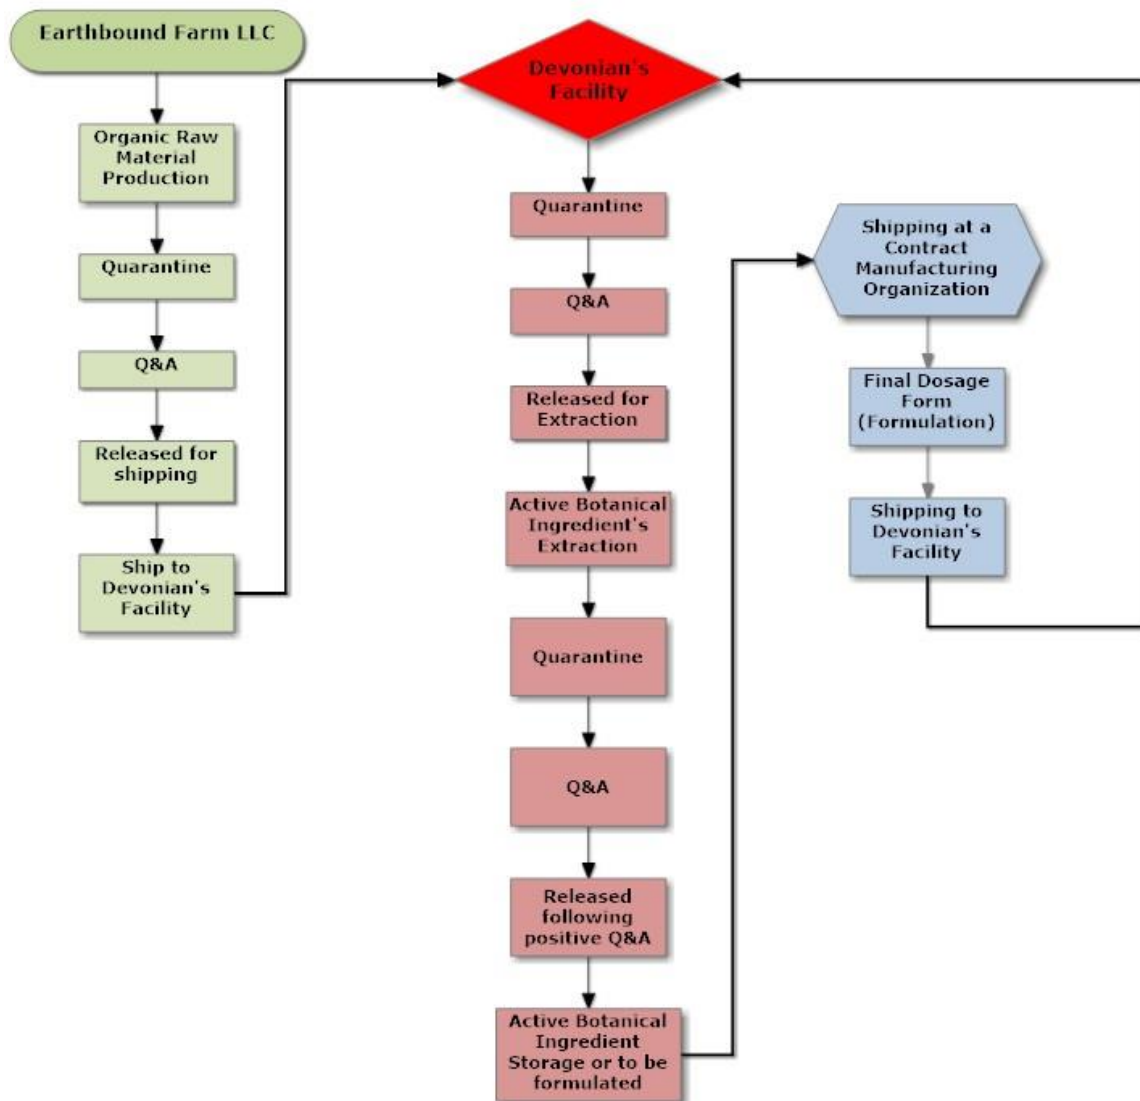 Earthbound Farm LLC
Organic Raw
Material
Production
Quarantine
Q&A
Released for
shipping
Ship to
Devonian's
Facility
Devonian's
Facility
Quarantine
Q&A
Released for
Extraction
Active Botanical
Ingredient's
Extraction
Quarantine
Q&A
Released
following
positive Q&A
Active Botanical
Ingredient
Storage or to be
formulated
Shipping at a
Contract
Manufacturing
Organization
Final Dosage
Form
(Formulation)
Shipping to
Devonian's
Facility